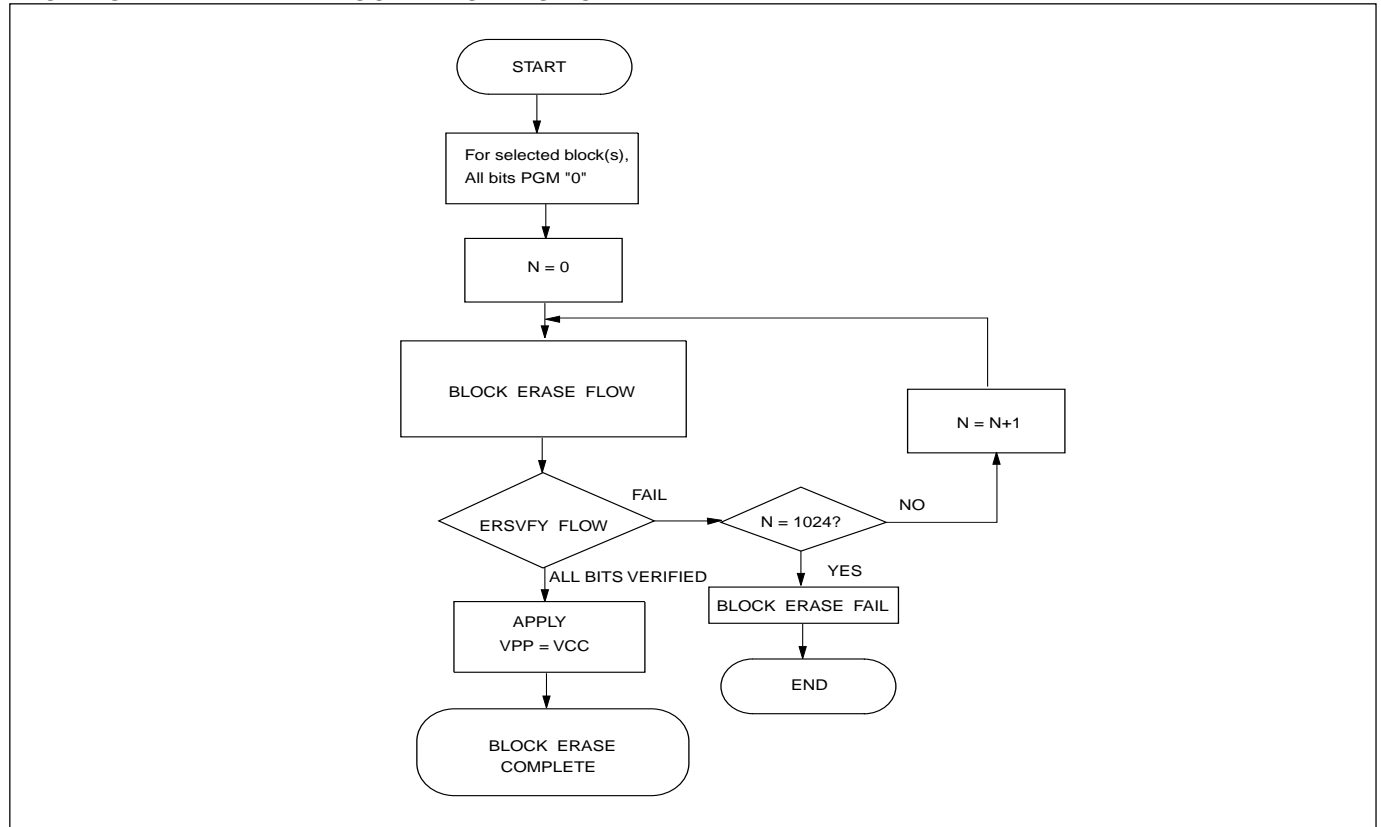 START
For selected block(s),
All bits PGM "0"
N = 0
BLOCK ERASE FLOW
N = N+1
ERSVFY FLOW
FAIL
N = 1024?
NO
YES
ALL BITS VERIFIED
BLOCK ERASE FAIL
APPLY
VPP = VCC
END
BLOCK ERASE
COMPLETE